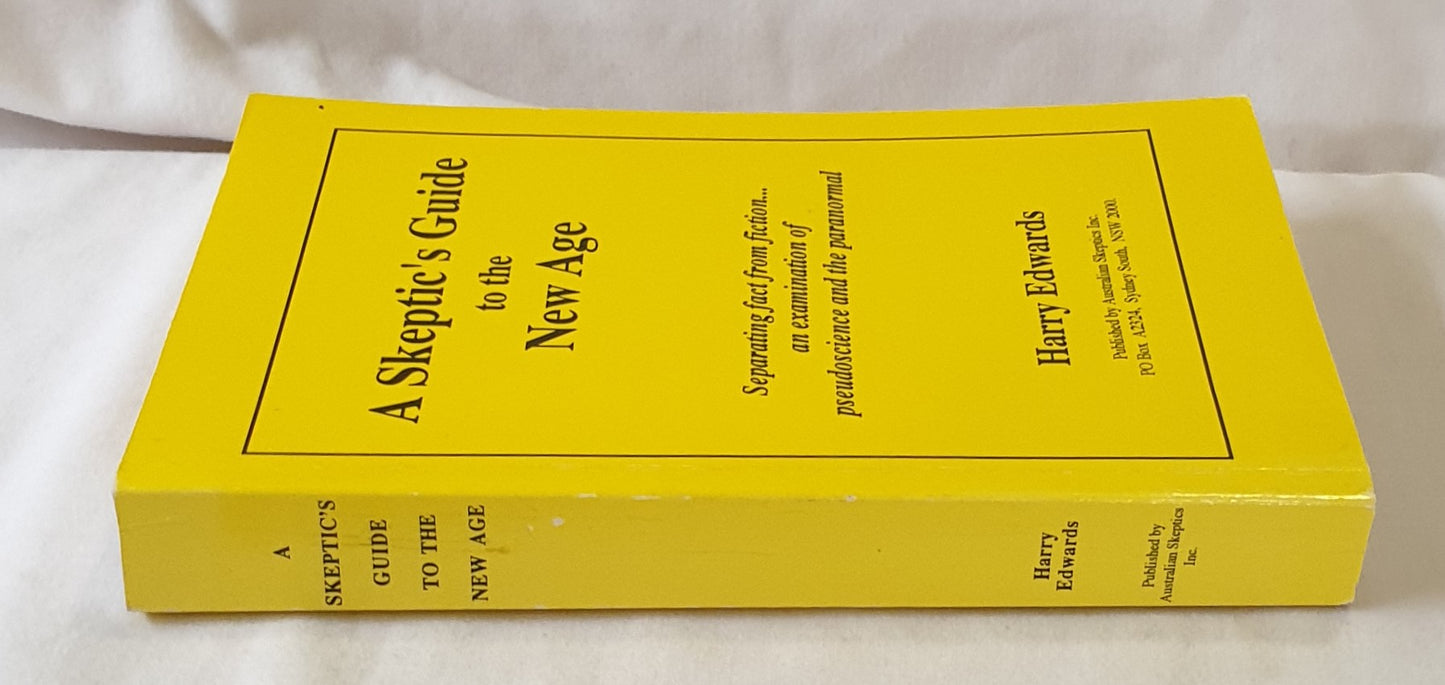 A Skeptic's Guide
to the
New Age
Separating fact from fiction...
an examination of
pseudoscience and the paranormal
Harry Edwards
Published by Australian Skeptics Inc.
PO Box A2324, Sydney South, NSW 2000.
A
SKEPTIC'S
GUIDE
TO THE
NEW AGE
Harry
Edwards
Published by
Australian Skeptics
Inc.